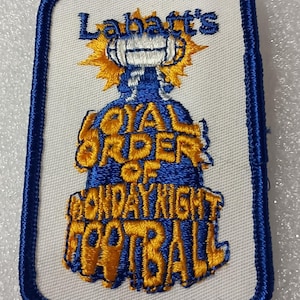 Labatt's
LOYAL
ORDER
OF
MONDAY NIGHT
FOOTBALL